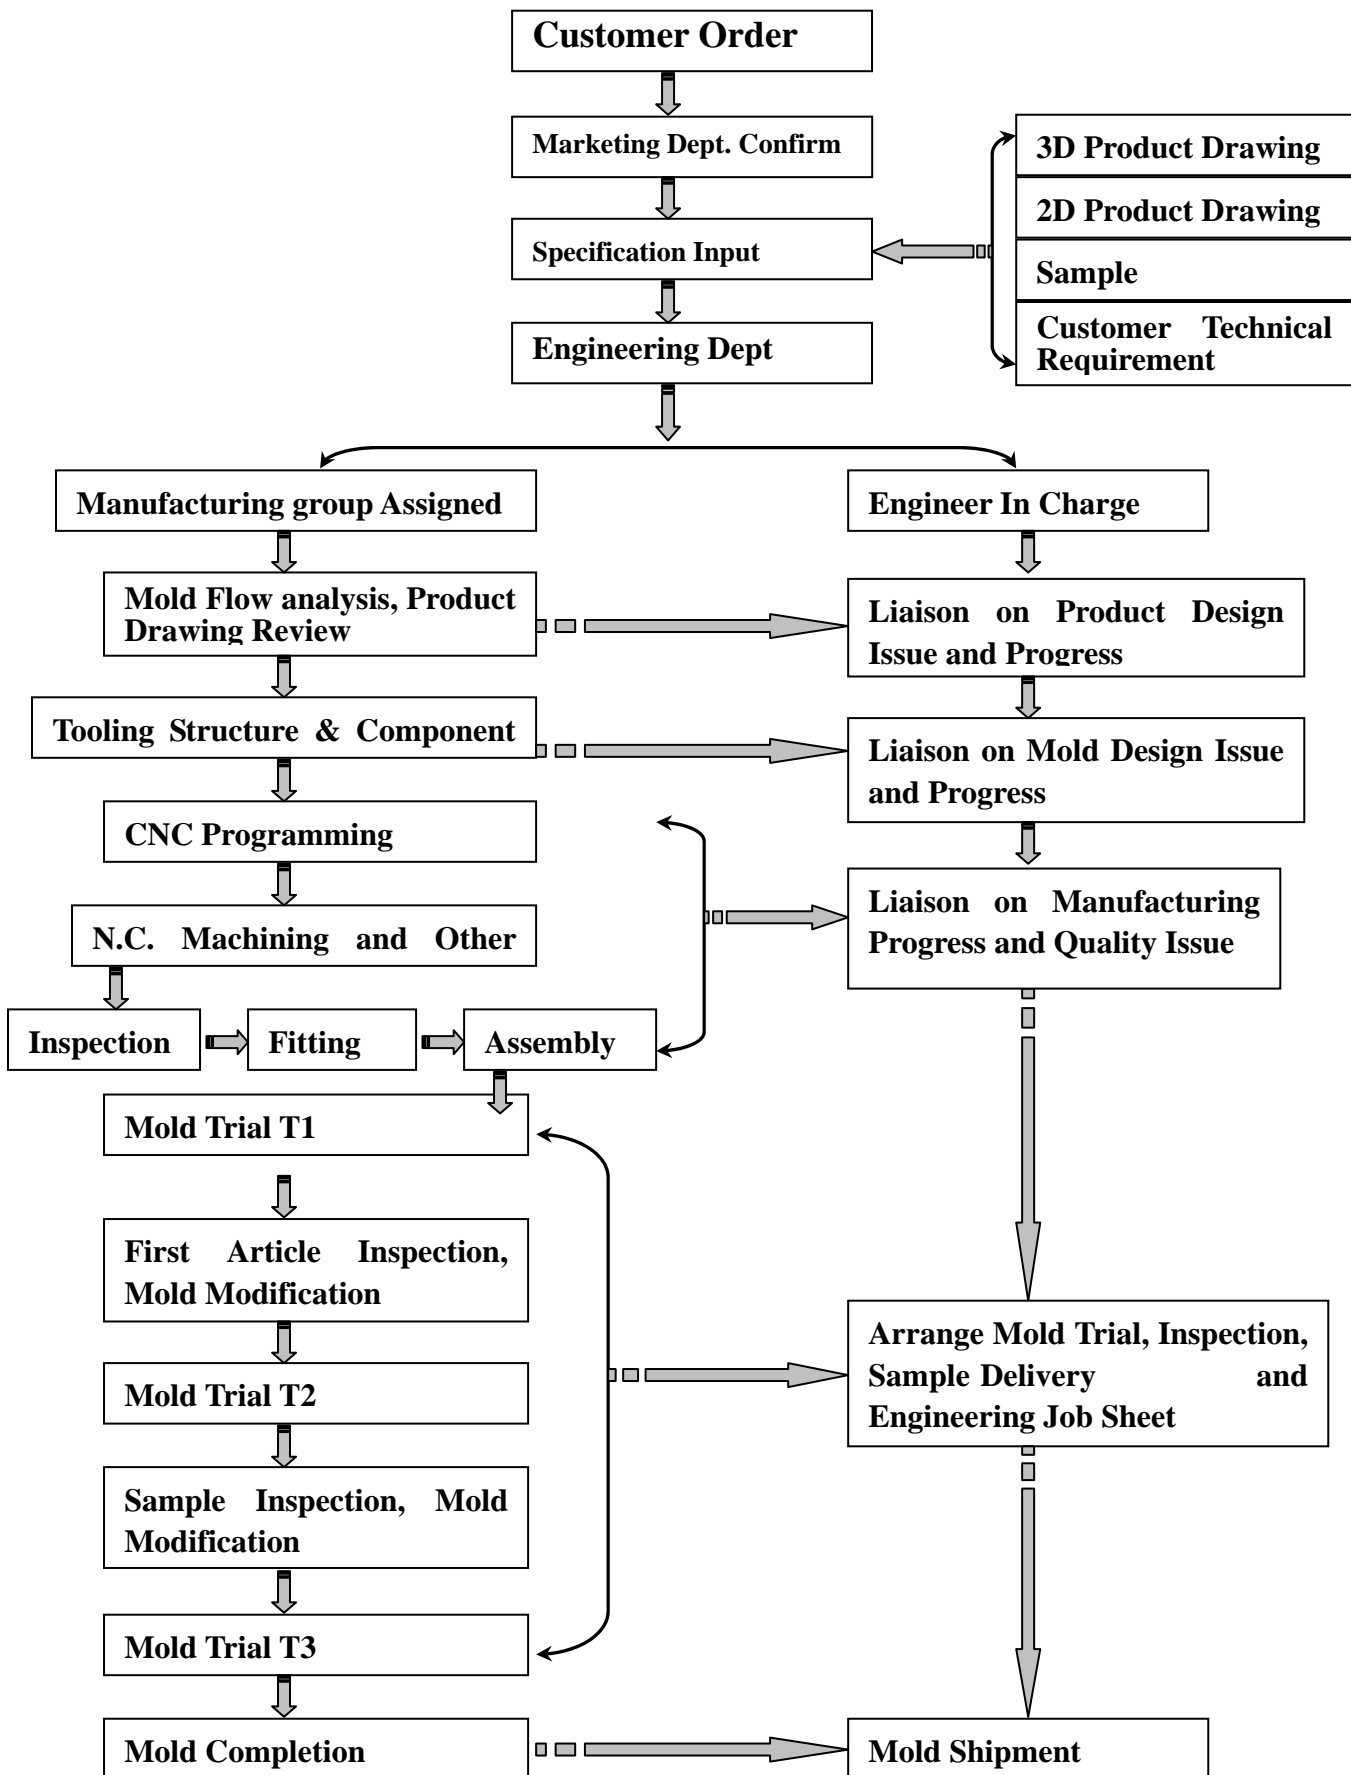 Customer Order
Marketing Dept. Confirm
3D Product Drawing
2D Product Drawing
Specification Input
Sample
Customer Technical
Requirement
Engineering Dept
Manufacturing group Assigned
Engineer In Charge
Mold Flow analysis, Product
Drawing Review
Liaison on Product Design
Issue and Progress
Tooling Structure & Component
Liaison on Mold Design Issue
and Progress
CNC Programming
Liaison on Manufacturing
Progress and Quality Issue
N.C. Machining and Other
Inspection
Fitting
Assembly
Mold Trial T1
First Article Inspection,
Mold Modification
Arrange Mold Trial, Inspection,
Sample Delivery and
Engineering Job Sheet
Mold Trial T2
Sample Inspection, Mold
Modification
Mold Trial T3
Mold Completion
Mold Shipment